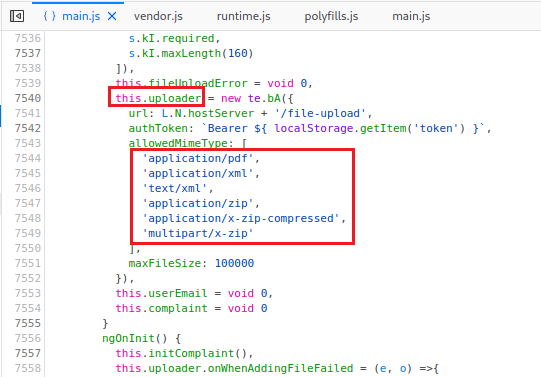 { } main.js ✕ vendor.js runtime.js polyfills.js main.js
7536 s.kI.required,
7537 s.kI.maxLength(160)
7538 ]),
7539 this.fileUploadError = void 0,
7540 this.uploader = new te.bA({
7541 url: L.N.hostServer + '/file-upload',
7542 authToken: `Bearer ${ localStorage.getItem('token') }`,
7543 allowedMimeType: [
7544 'application/pdf',
7545 'application/xml',
7546 'text/xml',
7547 'application/zip',
7548 'application/x-zip-compressed',
7549 'multipart/x-zip'
7550 ],
7551 maxFileSize: 100000
7552 }),
7553 this.userEmail = void 0,
7554 this.complaint = void 0
7555 }
7556 ngOnInit() {
7557 this.initComplaint(),
7558 this.uploader.onWhenAddingFileFailed = (e, o) =>{